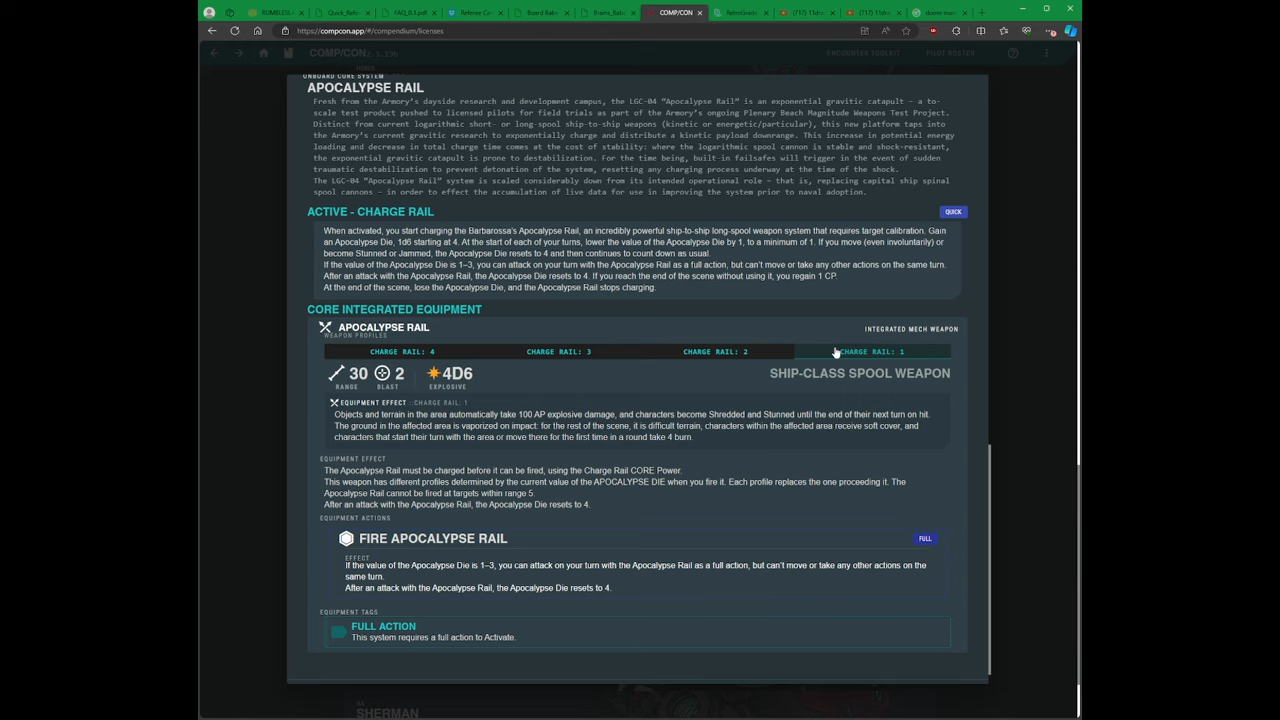 RUMBLELE
Quick_Refer
FAQ_0.1.pdf
Referee Ca
Board Babe
Brains_Babe
COMP/CON
RetroGrade
(717) 11dra
(717) 11dra
doom mus
https://compcon.app/#/compendium/licenses
COMP/CON
ENCOUNTER TOOLKIT
PILOT ROSTER
ONBOARD CORE SYSTEM
APOCALYPSE RAIL
Fresh from the Armory's dayside research and development campus, the LGC-04 “Apocalypse Rail” is an exponential gravitic catapult – a to-
scale test product pushed to licensed pilots for field trials as part of the Armory's ongoing Plenary Beach Magnitude Weapons Test Project.
Distinct from current logarithmic short- or long-spool ship-to-ship weapons (kinetic or energetic/particular), this new platform taps into
the Armory's current gravitic research to exponentially charge and distribute a kinetic payload downrange. This increase in potential energy
loading and decrease in total charge time comes at the cost of stability: where the logarithmic spool cannon is stable and shock-resistant,
the exponential gravitic catapult is prone to destabilization. For the time being, built-in failsafes will trigger in the event of sudden
traumatic destabilization to prevent detonation of the system, resetting any charging process underway at the time of the shock.
The LGC-04 “Apocalypse Rail” system is scaled considerably down from its intended operational role – that is, replacing capital ship spinal
spool cannons – in order to effect the accumulation of live data for use in improving the system prior to naval adoption.
ACTIVE - CHARGE RAIL
QUICK
When activated, you start charging the Barbarossa's Apocalypse Rail, an incredibly powerful ship-to-ship long-spool weapon system that requires target calibration. Gain
an Apocalypse Die, 1d6 starting at 4. At the start of each of your turns, lower the value of the Apocalypse Die by 1, to a minimum of 1. If you move (even involuntarily) or
become Stunned or Jammed, the Apocalypse Die resets to 4 and then continues to count down as usual.
If the value of the Apocalypse Die is 1–3, you can attack on your turn with the Apocalypse Rail as a full action, but can't move or take any other actions on the same turn.
After an attack with the Apocalypse Rail, the Apocalypse Die resets to 4. If you reach the end of the scene without using it, you regain 1 CP.
At the end of the scene, lose the Apocalypse Die, and the Apocalypse Rail stops charging.
CORE INTEGRATED EQUIPMENT
APOCALYPSE RAIL
INTEGRATED MECH WEAPON
WEAPON PROFILES
CHARGE RAIL: 4
CHARGE RAIL: 3
CHARGE RAIL: 2
CHARGE RAIL: 1
30
2
4D6
SHIP-CLASS SPOOL WEAPON
RANGE
BLAST
EXPLOSIVE
EQUIPMENT EFFECT ::CHARGE RAIL: 1
Objects and terrain in the area automatically take 100 AP explosive damage, and characters become Shredded and Stunned until the end of their next turn on hit.
The ground in the affected area is vaporized on impact: for the rest of the scene, it is difficult terrain, characters within the affected area receive soft cover, and
characters that start their turn with the area or move there for the first time in a round take 4 burn.
EQUIPMENT EFFECT
The Apocalypse Rail must be charged before it can be fired, using the Charge Rail CORE Power.
This weapon has different profiles determined by the current value of the APOCALYPSE DIE when you fire it. Each profile replaces the one proceeding it. The
Apocalypse Rail cannot be fired at targets within range 5.
After an attack with the Apocalypse Rail, the Apocalypse Die resets to 4.
EQUIPMENT ACTIONS
FIRE APOCALYPSE RAIL
FULL
EFFECT
If the value of the Apocalypse Die is 1–3, you can attack on your turn with the Apocalypse Rail as a full action, but can't move or take any other actions on the
same turn.
After an attack with the Apocalypse Rail, the Apocalypse Die resets to 4.
EQUIPMENT TAGS
FULL ACTION
This system requires a full action to Activate.
SHERMAN